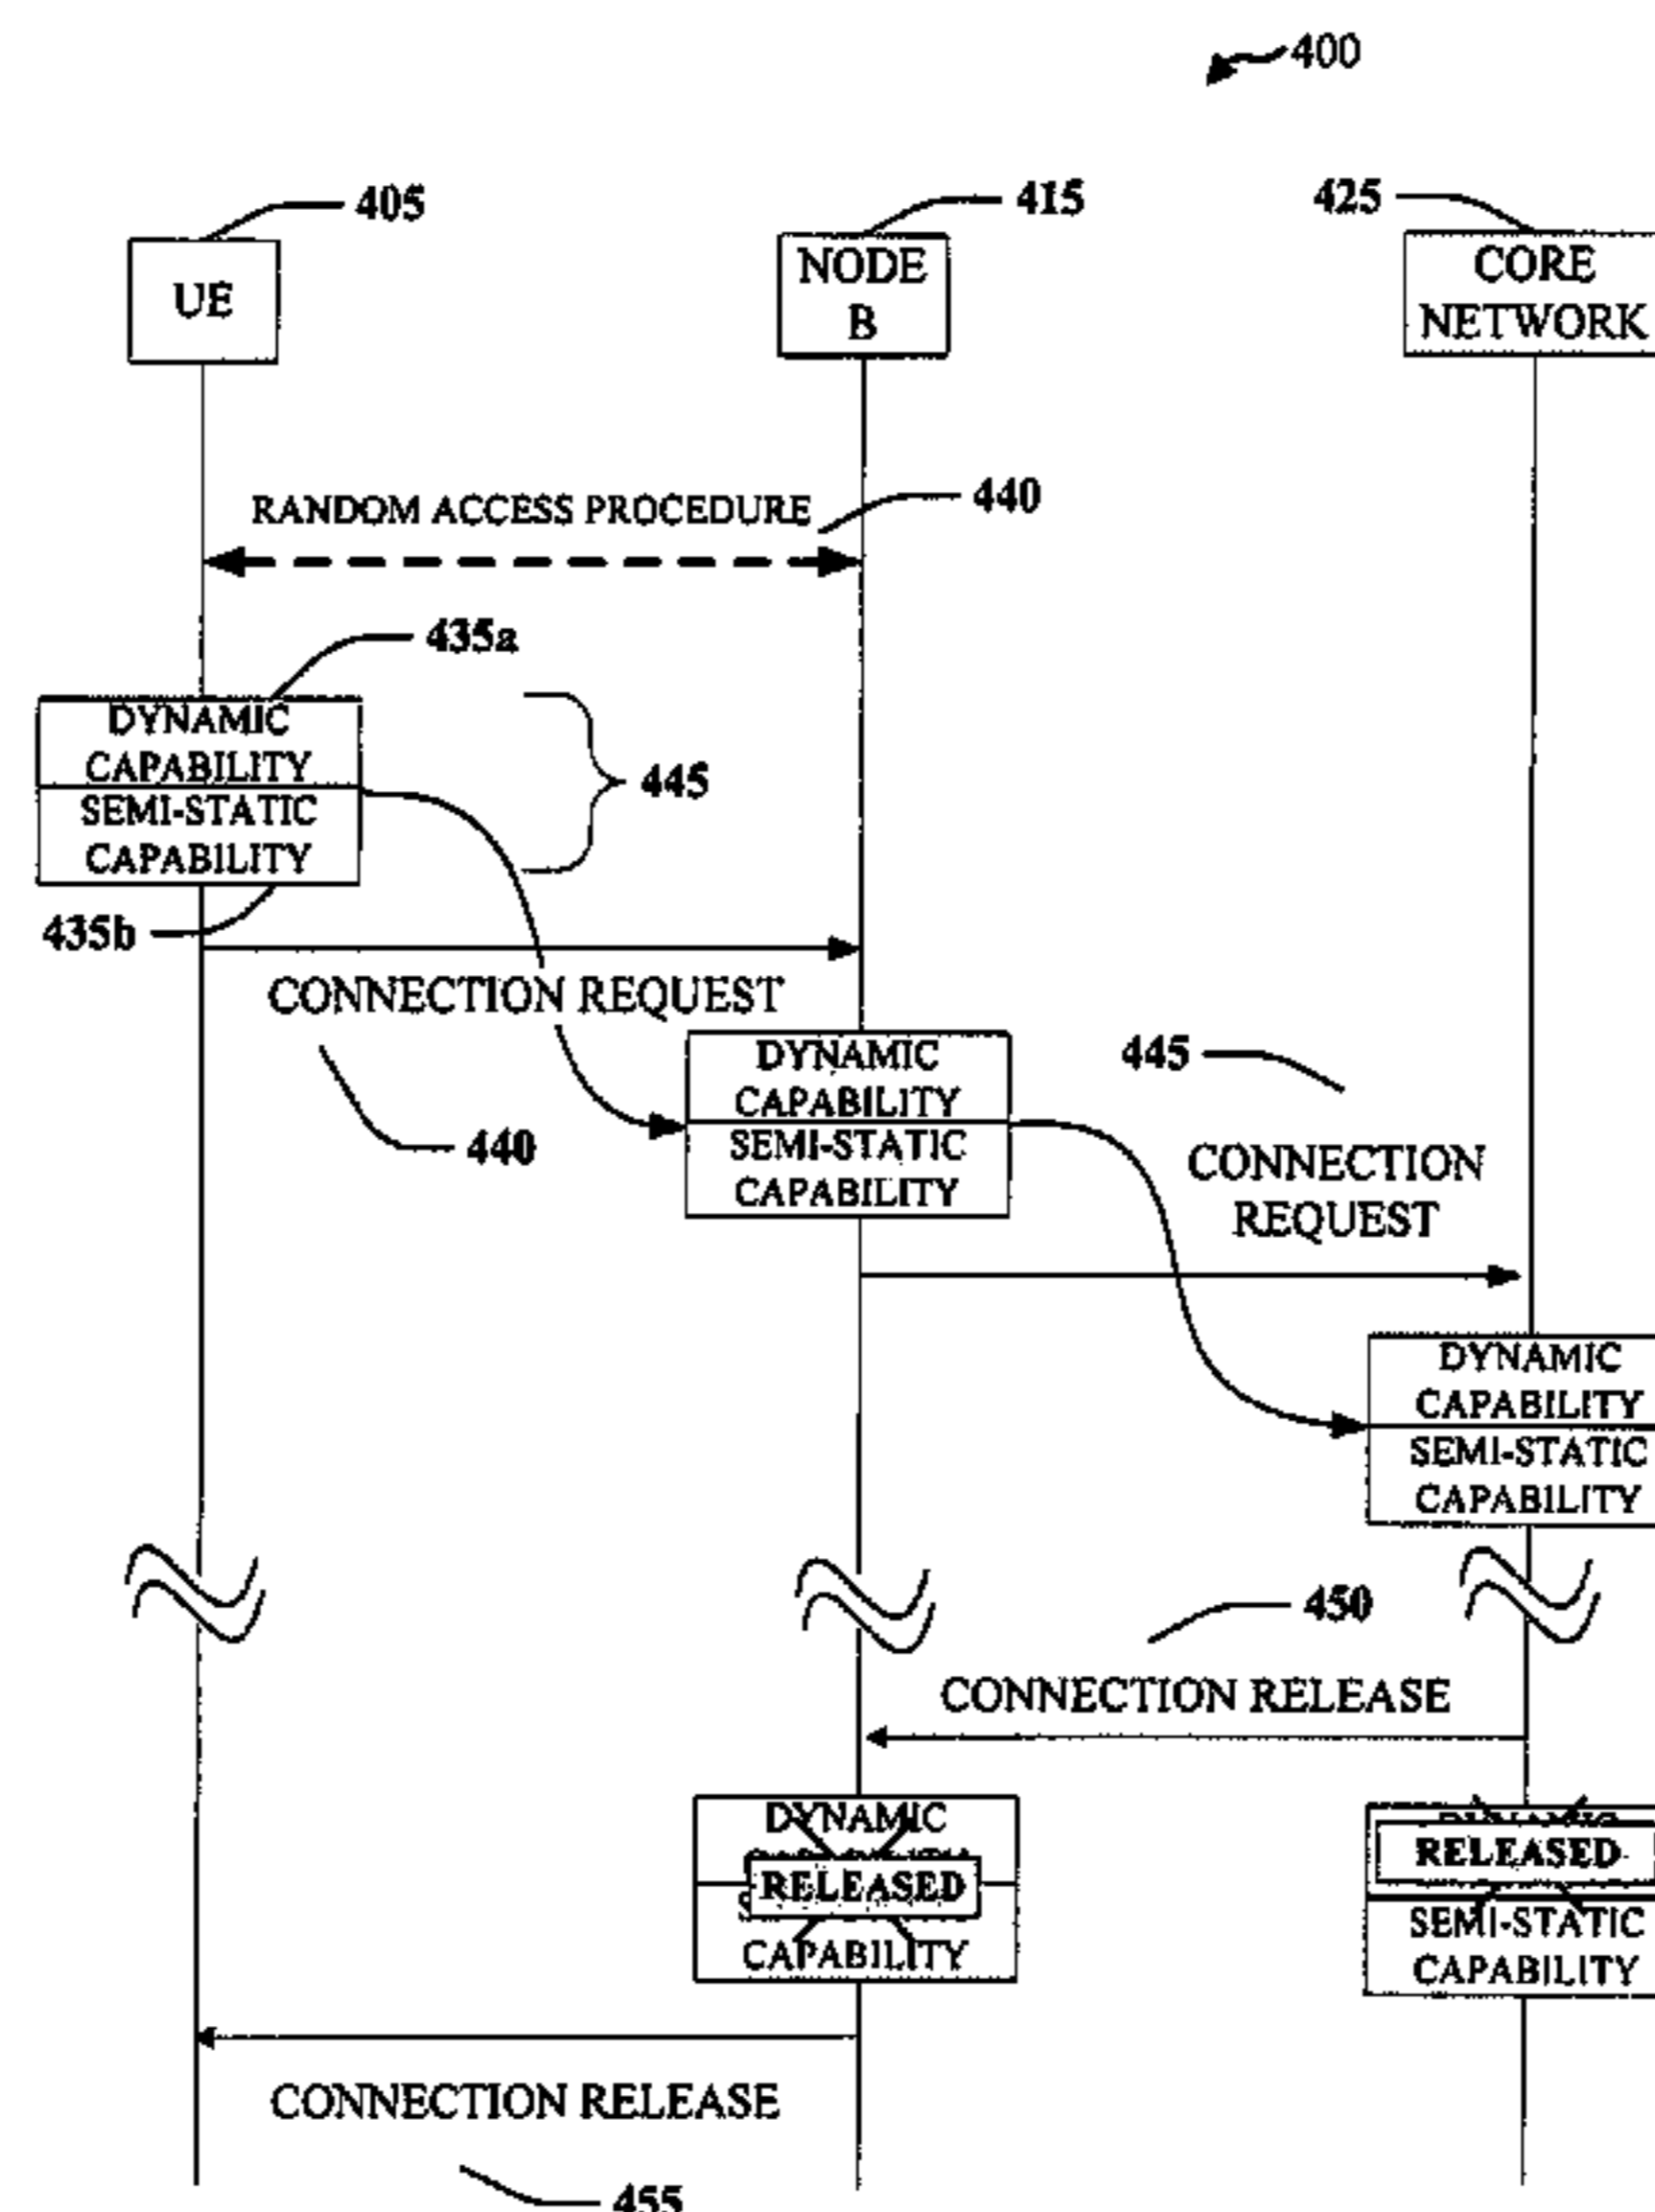 400
405
415
425
UE
NODE
B
CORE
NETWORK
RANDOM ACCESS PROCEDURE
440
435a
DYNAMIC
CAPABILITY
SEMI-STATIC
CAPABILITY
445
435b
CONNECTION REQUEST
440
DYNAMIC
CAPABILITY
SEMI-STATIC
CAPABILITY
445
CONNECTION
REQUEST
DYNAMIC
CAPABILITY
SEMI-STATIC
CAPABILITY
450
CONNECTION RELEASE
DYNAMIC
RELEASED
CAPABILITY
RELEASED
SEMI-STATIC
CAPABILITY
CONNECTION RELEASE
455